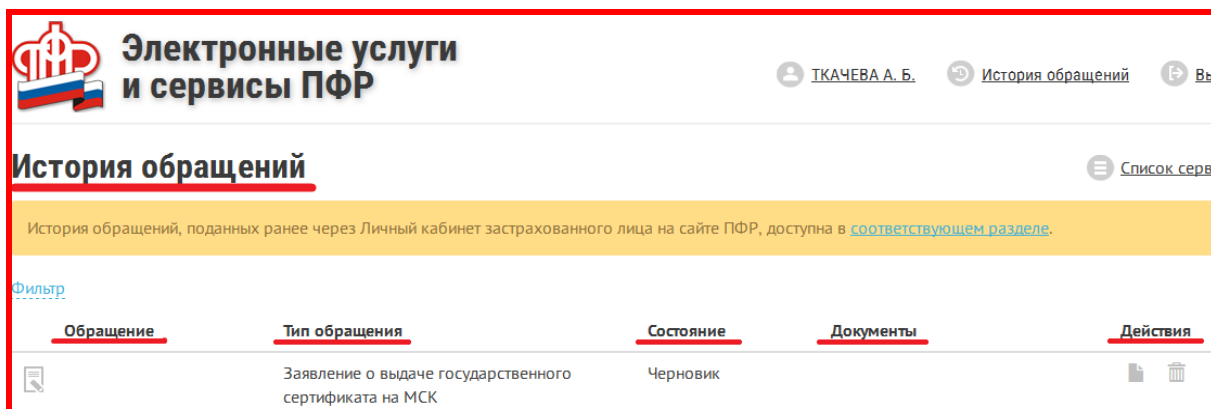 Электронные услуги
и сервисы ПФР
ТКАЧЕВА А. Б. История обращений
История обращений
Список
История обращений, поданных ранее через Личный кабинет застрахованного лица на сайте ПФР, доступна в соответствующем разделе.
Фильтр
Обращение Тип обращения Состояние Документы Действия
Заявление о выдаче государственного Черновик
сертификата на МСК